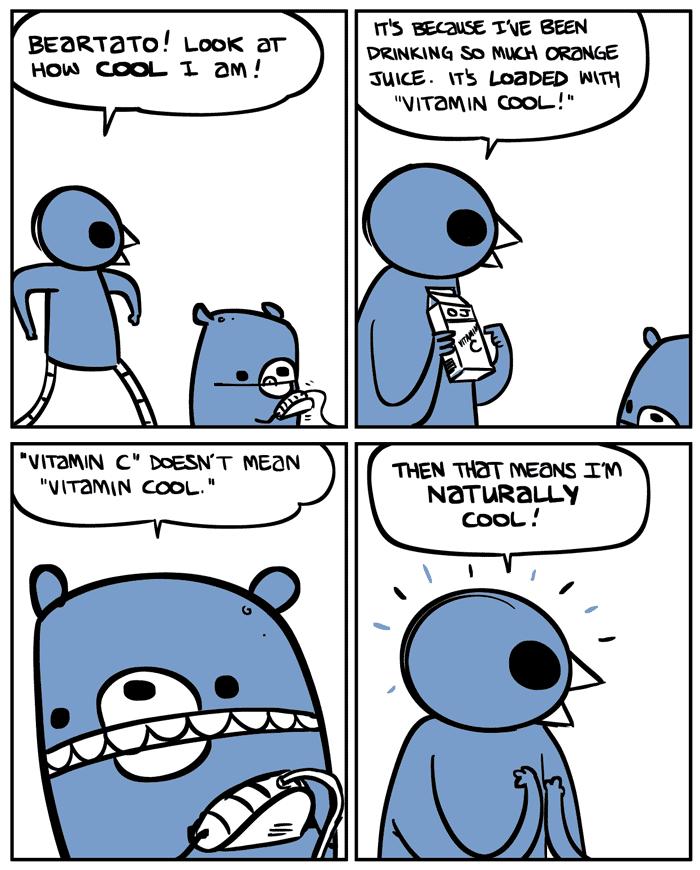 BEARTATO! LOOK AT
HOW COOL I AM!
IT'S BECAUSE I'VE BEEN
DRINKING SO MUCH ORANGE
JUICE. IT'S LOADED WITH
"VITAMIN COOL!"
OJ
VITAMIN
C
"VITAMIN C" DOESN'T MEAN
"VITAMIN COOL."
THEN THAT MEANS I'M
NATURALLY
COOL!